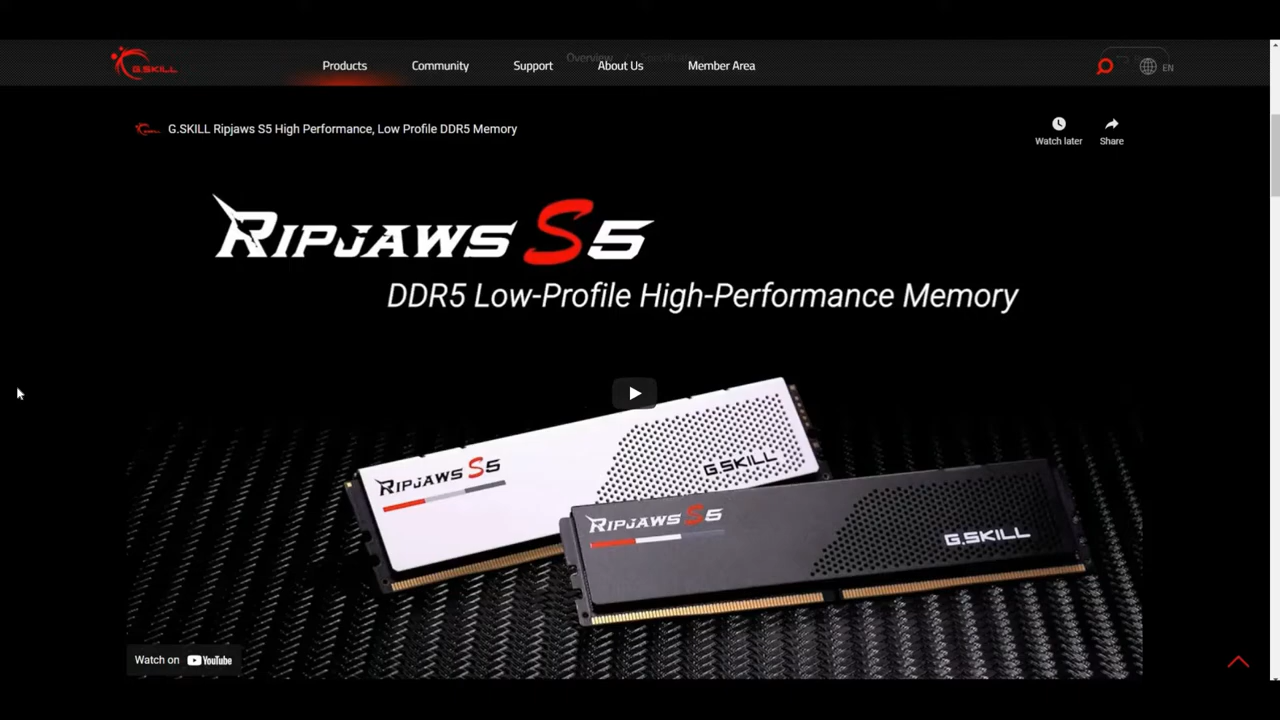 G.SKILL
Products
Community
Support
About Us
Member Area
EN
Overview
G.SKILL Ripjaws S5 High Performance, Low Profile DDR5 Memory
Watch later
Share
RIPJAWS S5
DDR5 Low-Profile High-Performance Memory
RIPJAWS S5
G.SKILL
RIPJAWS S5
G.SKILL
Watch on YouTube